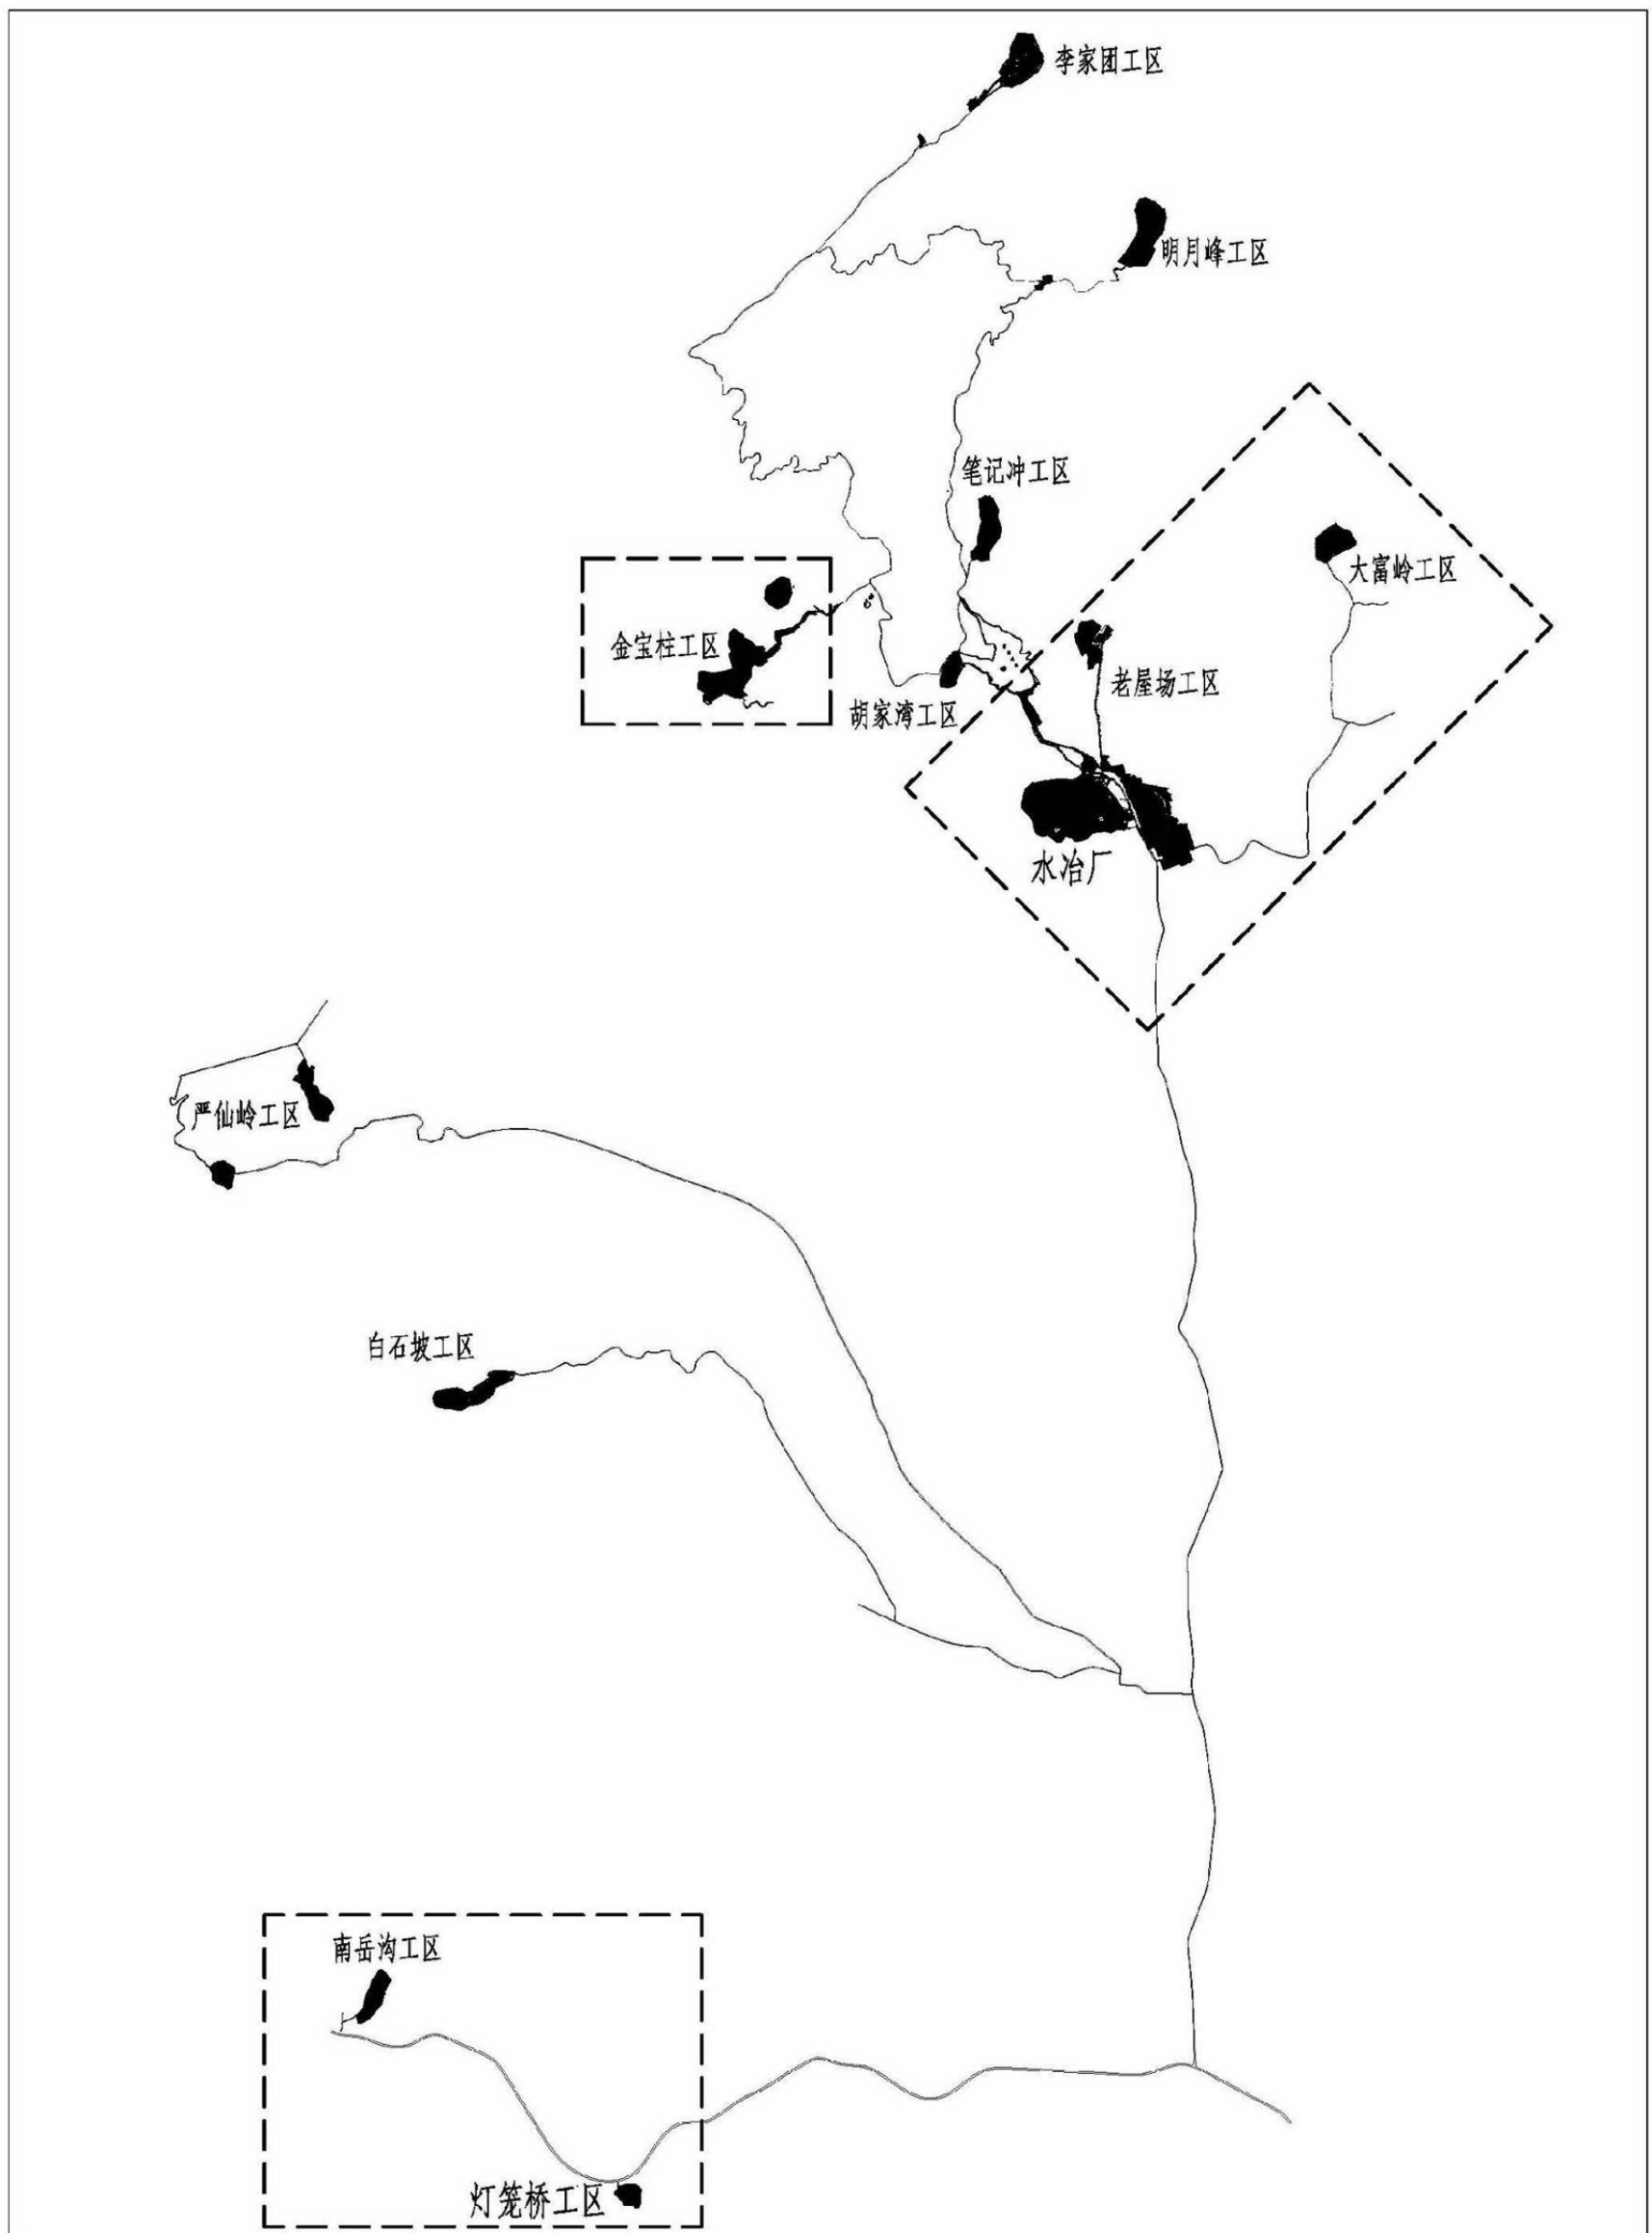 李家团工区
明月峰工区
笔记冲工区
大富岭工区
金宝柱工区
老屋场工区
胡家湾工区
水冶厂
严仙岭工区
白石坡工区
南岳沟工区
灯笼桥工区